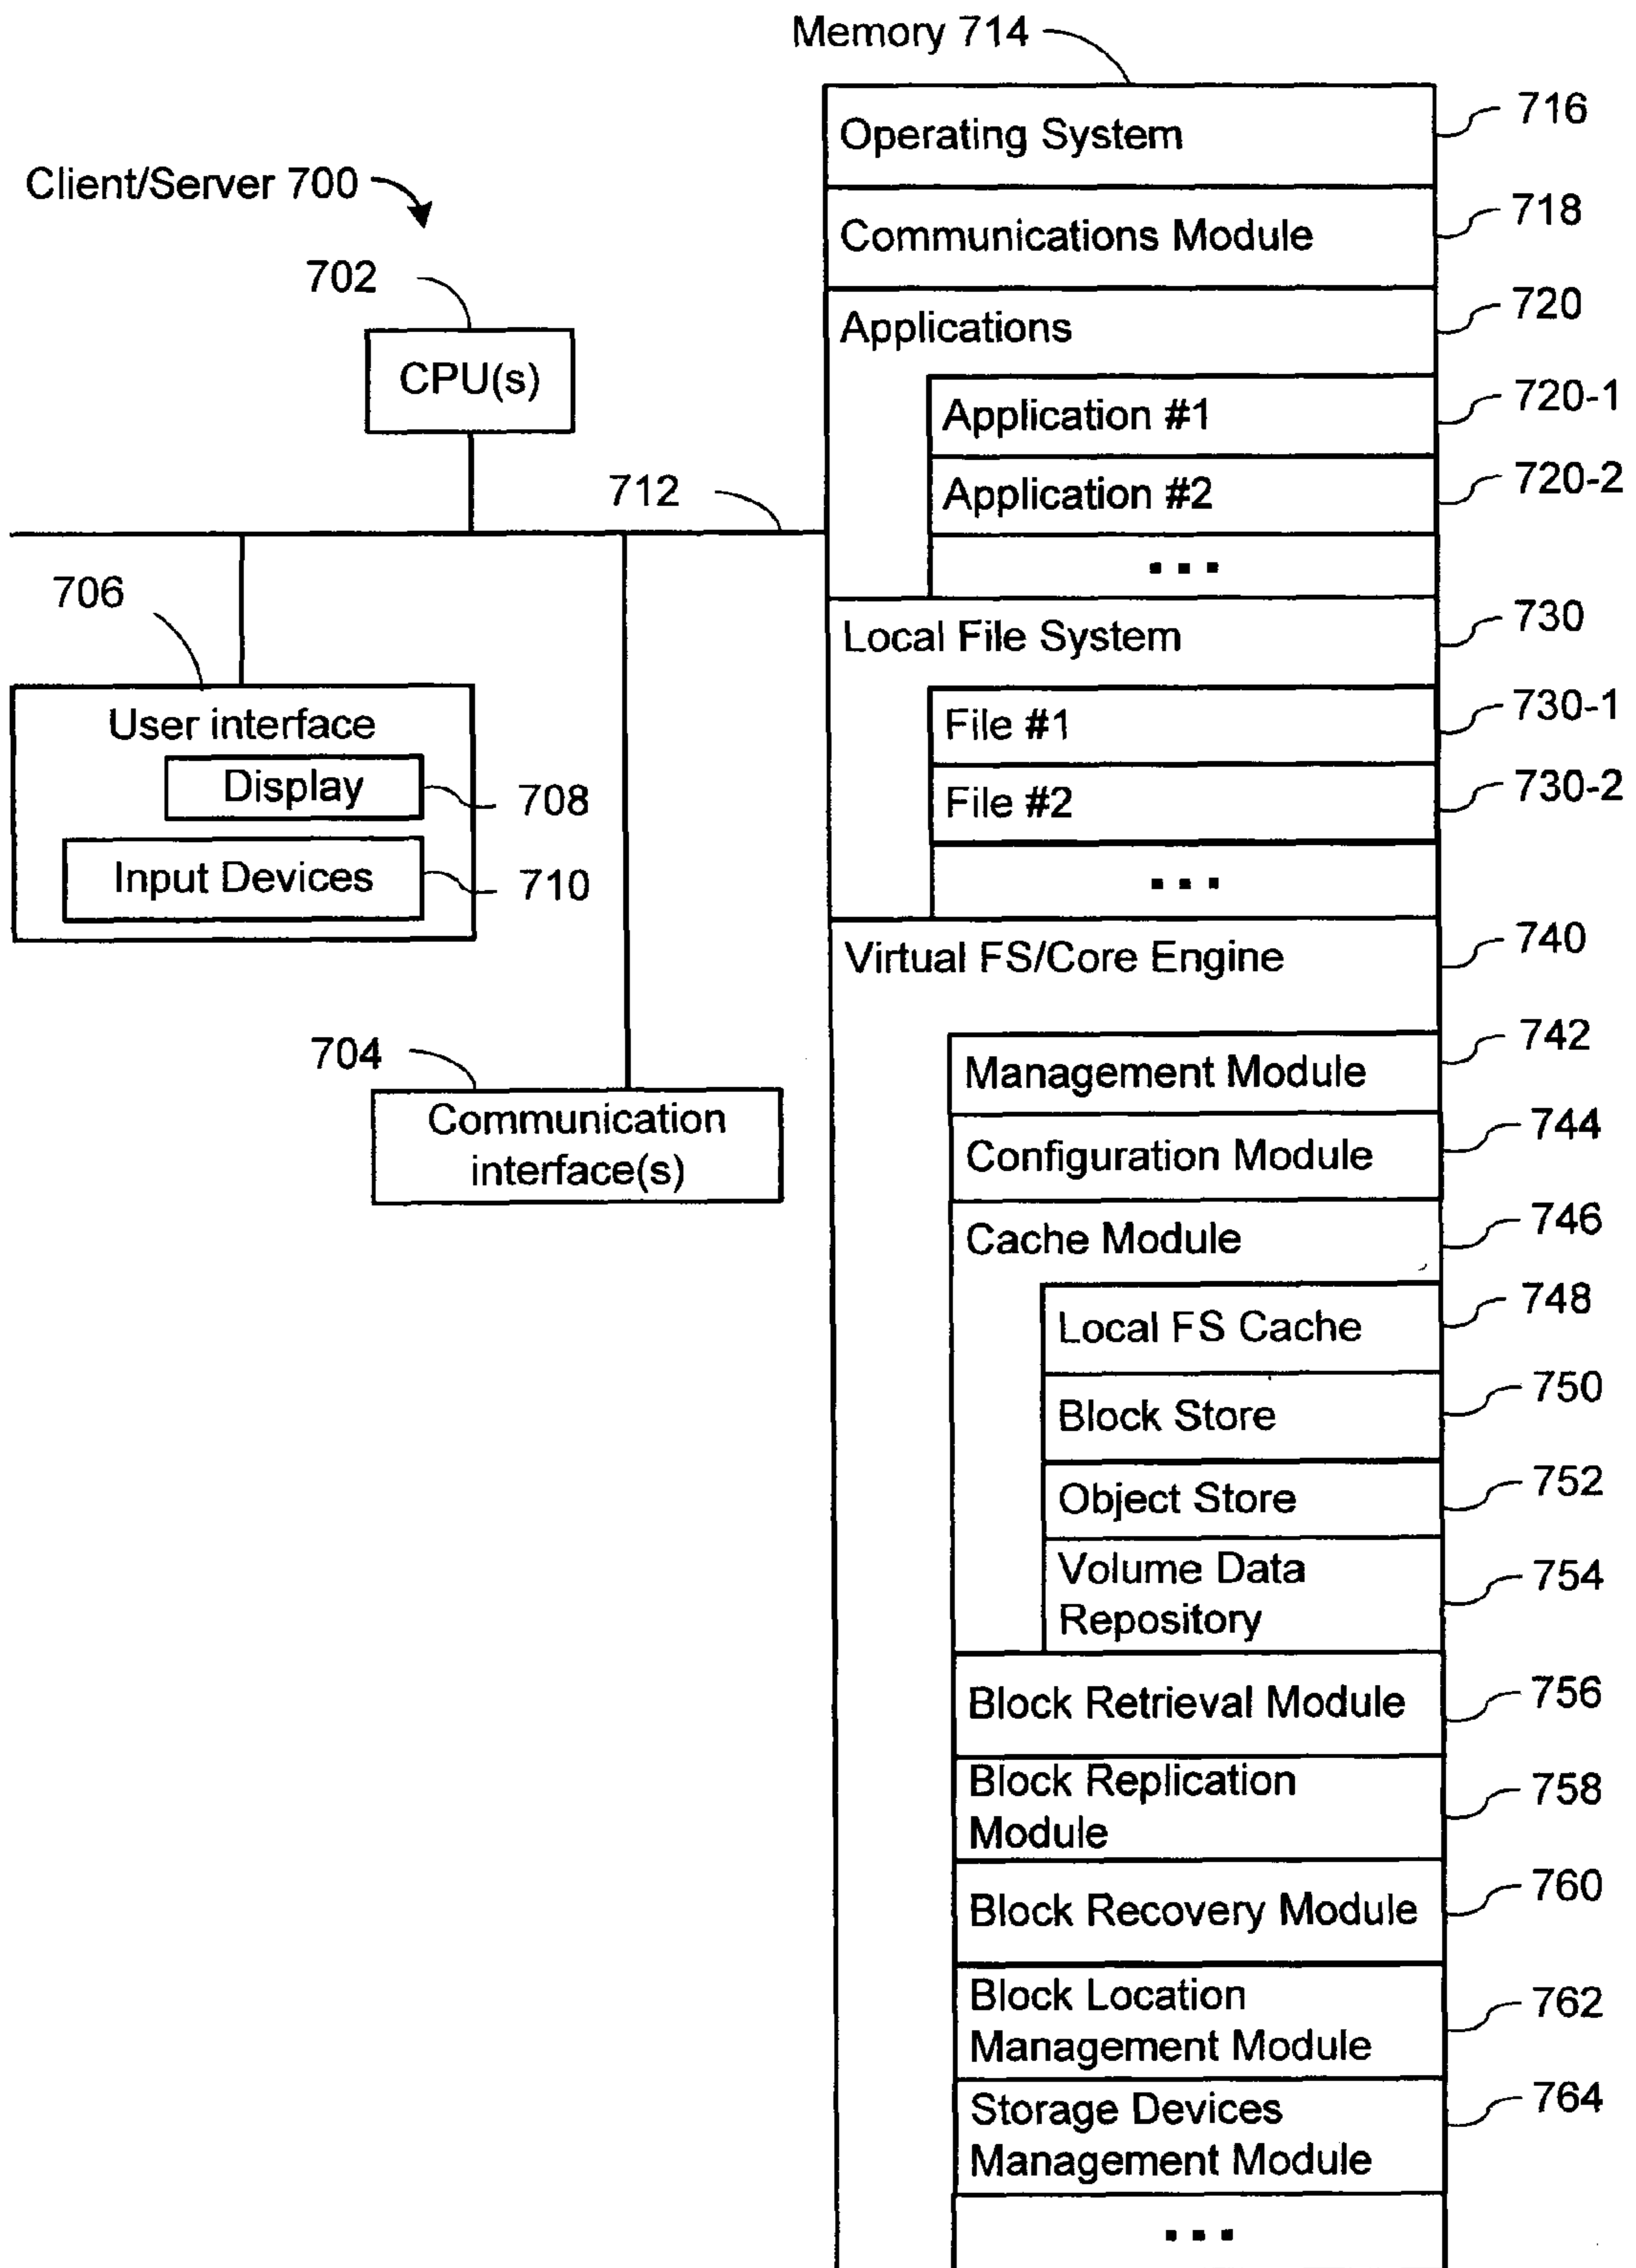 Memory 714
Operating System
716
Client/Server 700
Communications Module
718
702
Applications
720
CPU(s)
Application #1
720-1
712
Application #2
720-2
...
706
Local File System
730
User interface
File #1
730-1
Display
708
File #2
730-2
Input Devices
710
...
Virtual FS/Core Engine
740
704
Management Module
742
Communication
interface(s)
Configuration Module
744
Cache Module
746
Local FS Cache
748
Block Store
750
Object Store
752
Volume Data
Repository
754
Block Retrieval Module
756
Block Replication
Module
758
Block Recovery Module
760
Block Location
Management Module
762
Storage Devices
Management Module
764
...